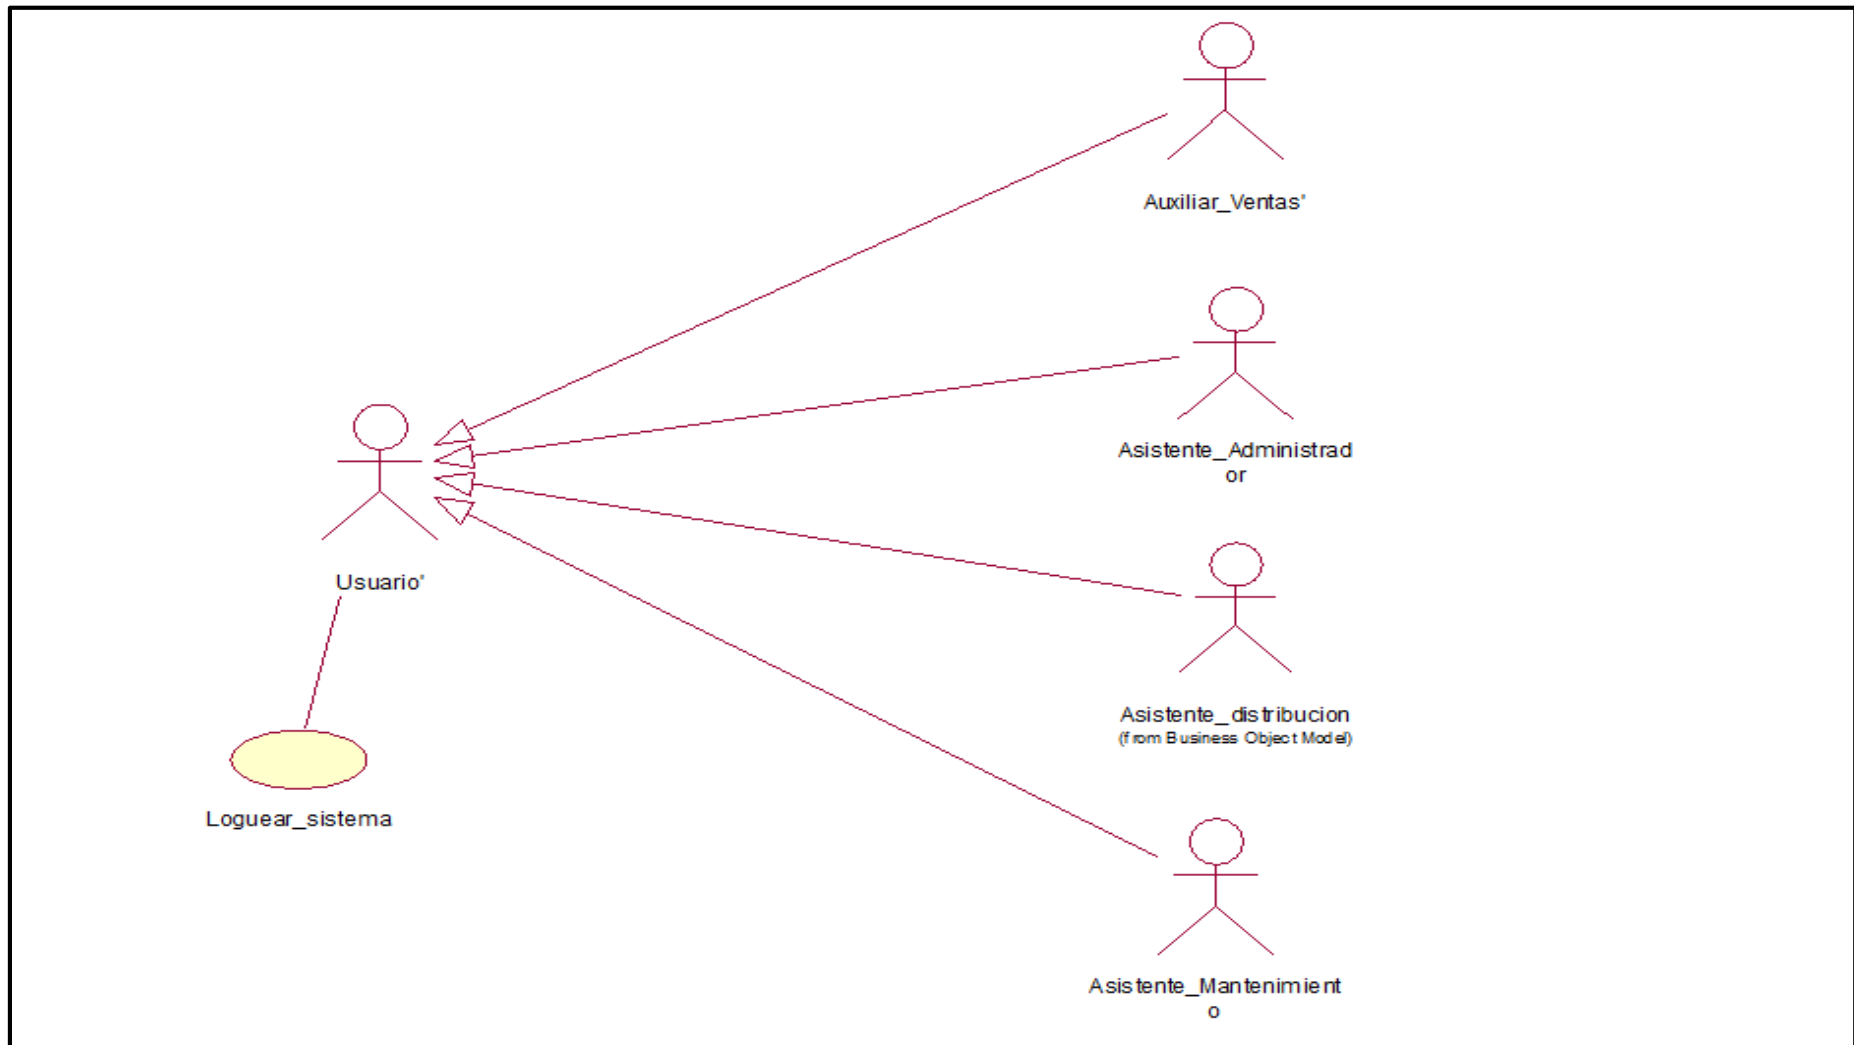 Auxiliar_Ventas'
Asistente_Administrad
or
Usuario'
Asistente_distribucion
(from Business Object Model)
Loguear_sistema
Asistente_Mantenimient
o